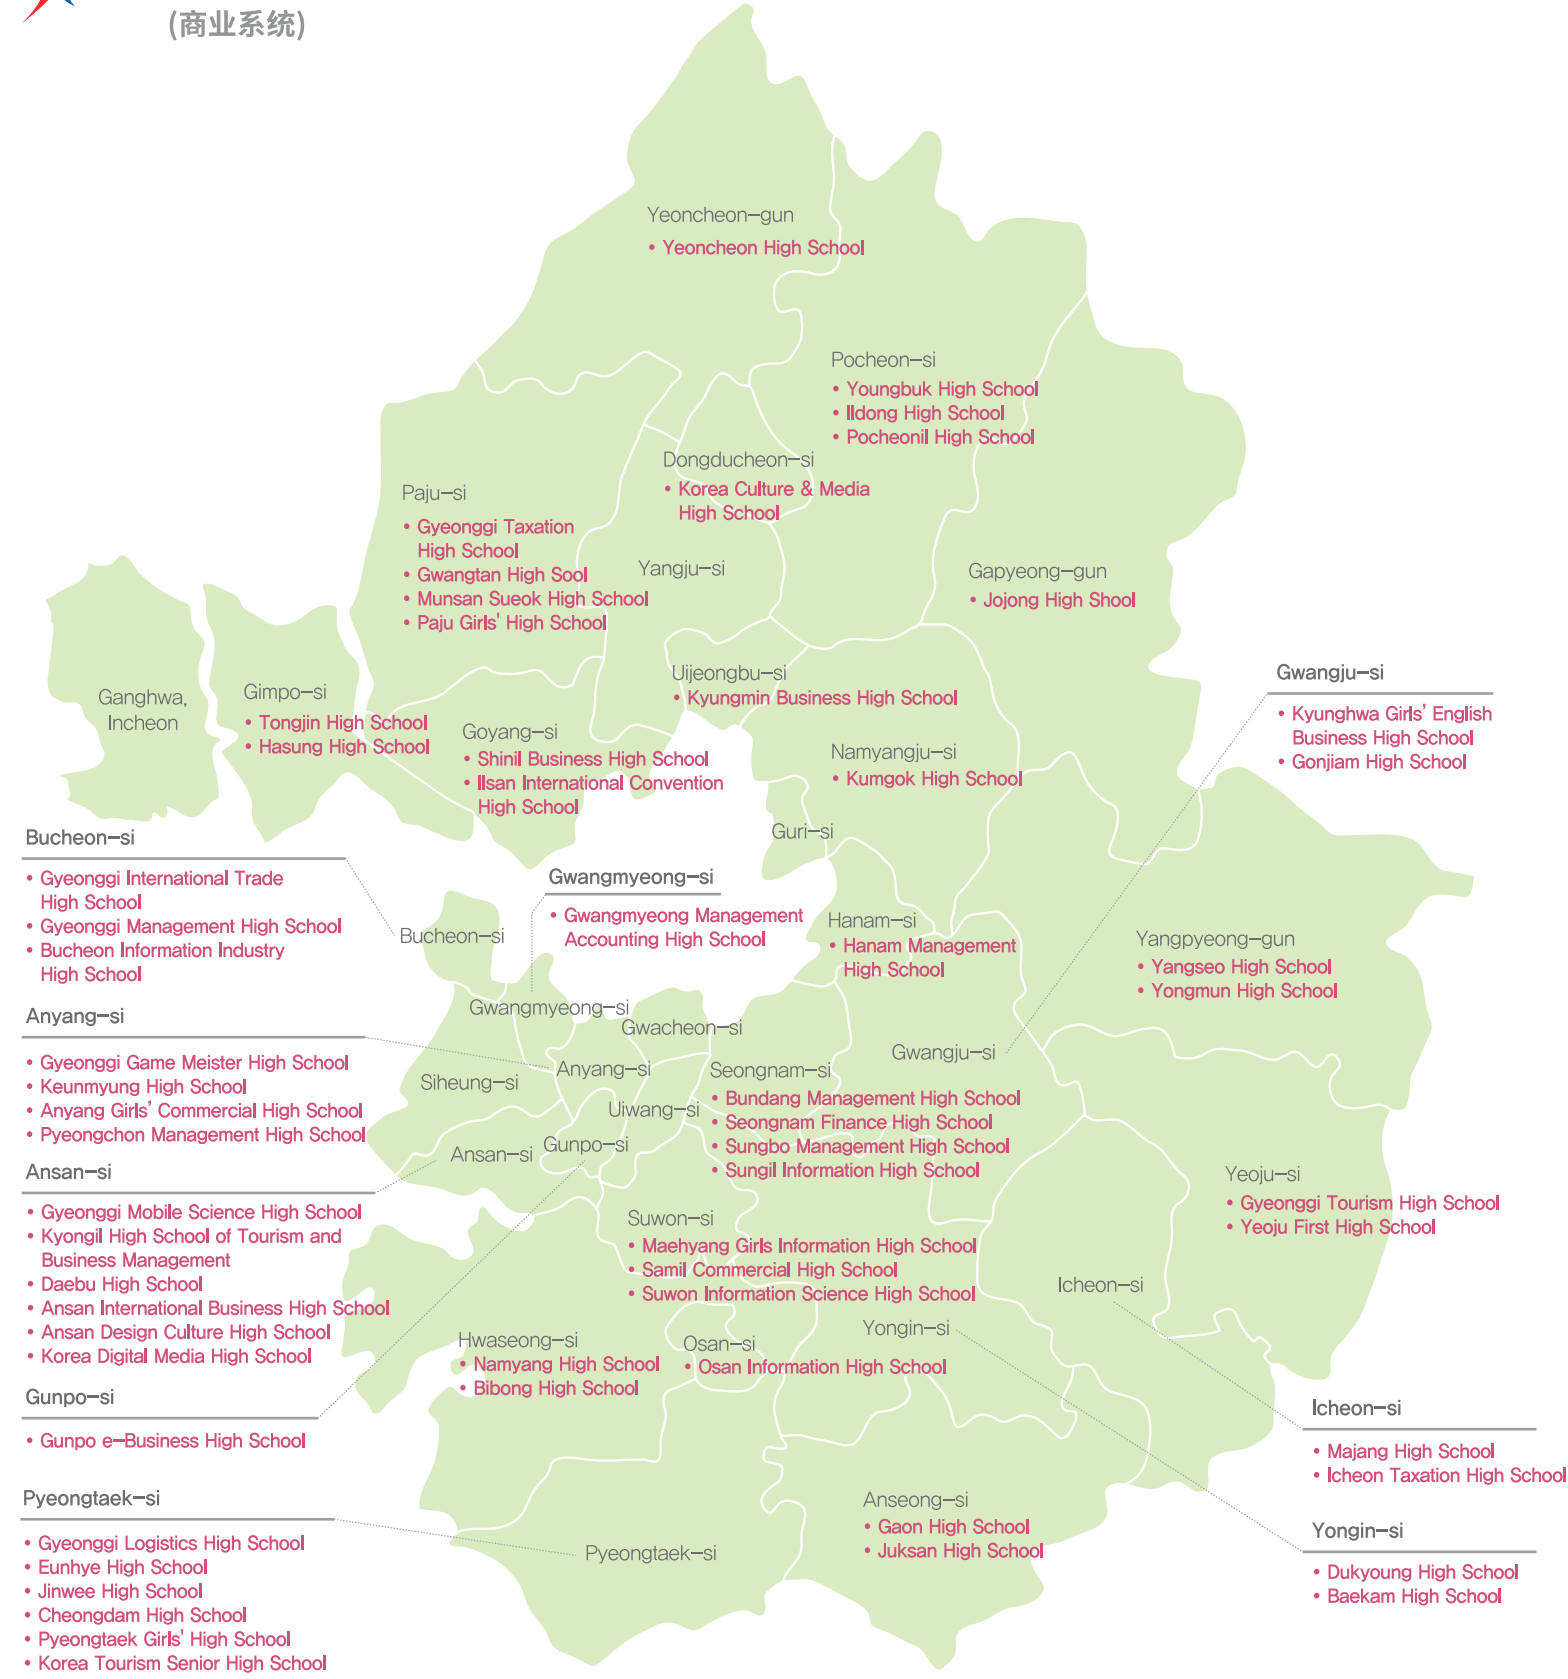 (商业系统)
Yeoncheon-gun
• Yeoncheon High School
Pocheon-si
• Youngbuk High School
• Ildong High School
• Pocheonil High School
Dongducheon-si
• Korea Culture & Media
High School
Paju-si
• Gyeonggi Taxation
High School
• Gwangtan High Sool
• Munsan Sueok High School
• Paju Girls' High School
Yangju-si
Gapyeong-gun
• Jojong High Shool
Uijeongbu-si
• Kyungmin Business High School
Gwangju-si
• Kyunghwa Girls' English
Business High School
• Gonjiam High School
Ganghwa,
Incheon
Gimpo-si
• Tongjin High School
• Hasung High School
Goyang-si
• Shinil Business High School
• Ilsan International Convention
High School
Namyangju-si
• Kumgok High School
Guri-si
Bucheon-si
• Gyeonggi International Trade
High School
• Gyeonggi Management High School
• Bucheon Information Industry
High School
Bucheon-si
Gwangmyeong-si
• Gwangmyeong Management
Accounting High School
Hanam-si
• Hanam Management
High School
Yangpyeong-gun
• Yangseo High School
• Yongmun High School
Gwangmyeong-si
Gwacheon-si
Anyang-si
• Gyeonggi Game Meister High School
• Keunmyung High School
• Anyang Girls' Commercial High School
• Pyeongchon Management High School
Siheung-si
Anyang-si
Uiwang-si
Gwangju-si
Seongnam-si
• Bundang Management High School
• Seongnam Finance High School
• Sungbo Management High School
• Sungil Information High School
Ansan-si
Gunpo-si
Ansan-si
• Gyeonggi Mobile Science High School
• Kyongil High School of Tourism and
Business Management
• Daebu High School
• Ansan International Business High School
• Ansan Design Culture High School
• Korea Digital Media High School
Yeoju-si
• Gyeonggi Tourism High School
• Yeoju First High School
Suwon-si
• Maehyang Girls Information High School
• Samil Commercial High School
• Suwon Information Science High School
Icheon-si
Hwaseong-si
• Namyang High School
• Bibong High School
Osan-si
• Osan Information High School
Yongin-si
Gunpo-si
• Gunpo e-Business High School
Icheon-si
• Majang High School
• Icheon Taxation High School
Pyeongtaek-si
• Gyeonggi Logistics High School
• Eunhye High School
• Jinwee High School
• Cheongdam High School
• Pyeongtaek Girls' High School
• Korea Tourism Senior High School
Pyeongtaek-si
Anseong-si
• Gaon High School
• Juksan High School
Yongin-si
• Dukyoung High School
• Baekam High School